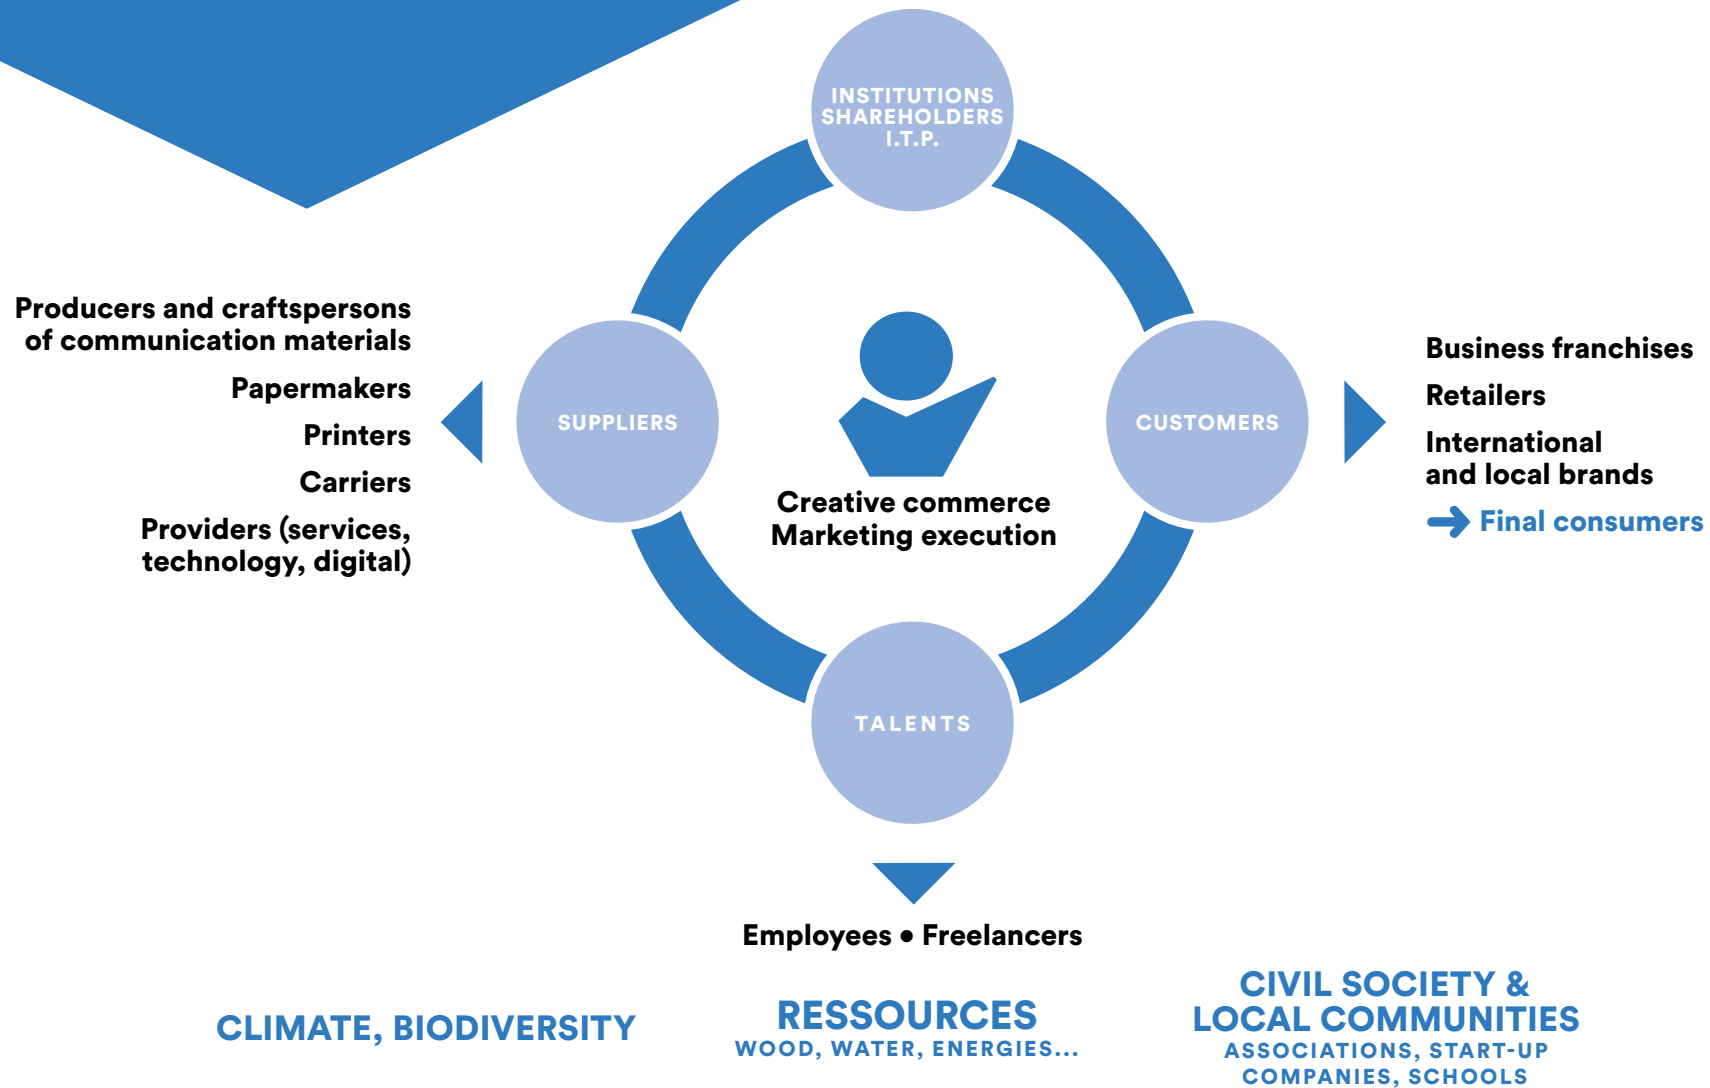 INSTITUTIONS
SHAREHOLDERS
I.T.P.
Producers and craftspersons
of communication materials
Papermakers
Printers
Carriers
Providers (services,
technology, digital)
SUPPLIERS
Creative commerce
Marketing execution
CUSTOMERS
Business franchises
Retailers
International
and local brands
Final consumers
TALENTS
Employees • Freelancers
CLIMATE, BIODIVERSITY
RESSOURCES
WOOD, WATER, ENERGIES...
CIVIL SOCIETY &
LOCAL COMMUNITIES
ASSOCIATIONS, START-UP
COMPANIES, SCHOOLS